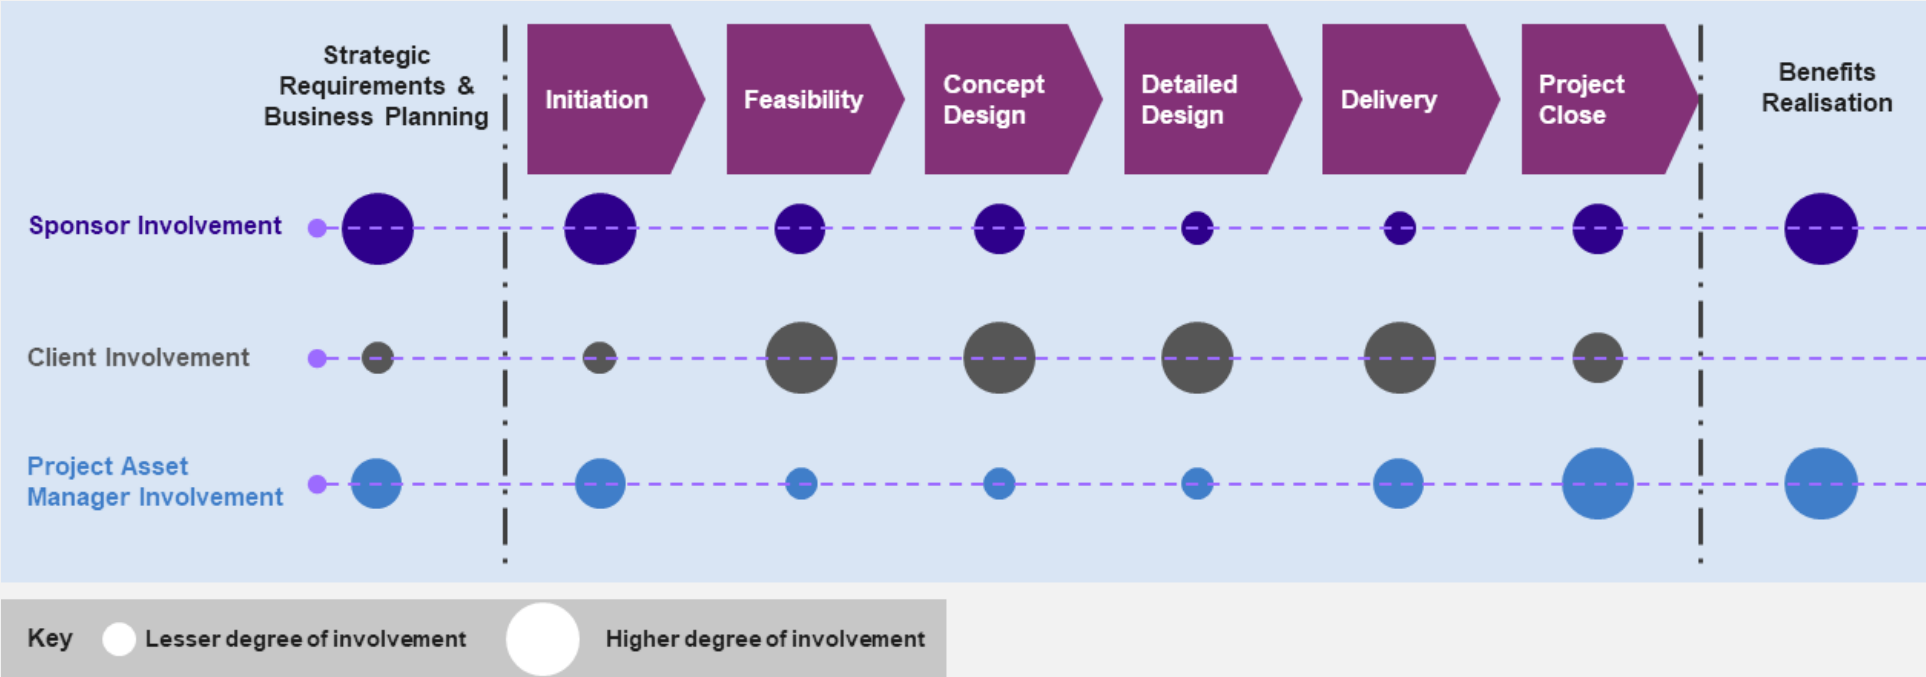 Strategic
Requirements &
Business Planning
Initiation
Feasibility
Concept
Design
Detailed
Design
Delivery
Project
Close
Benefits
Realisation
Sponsor Involvement
Client Involvement
Project Asset
Manager Involvement
Key
Lesser degree of involvement
Higher degree of involvement